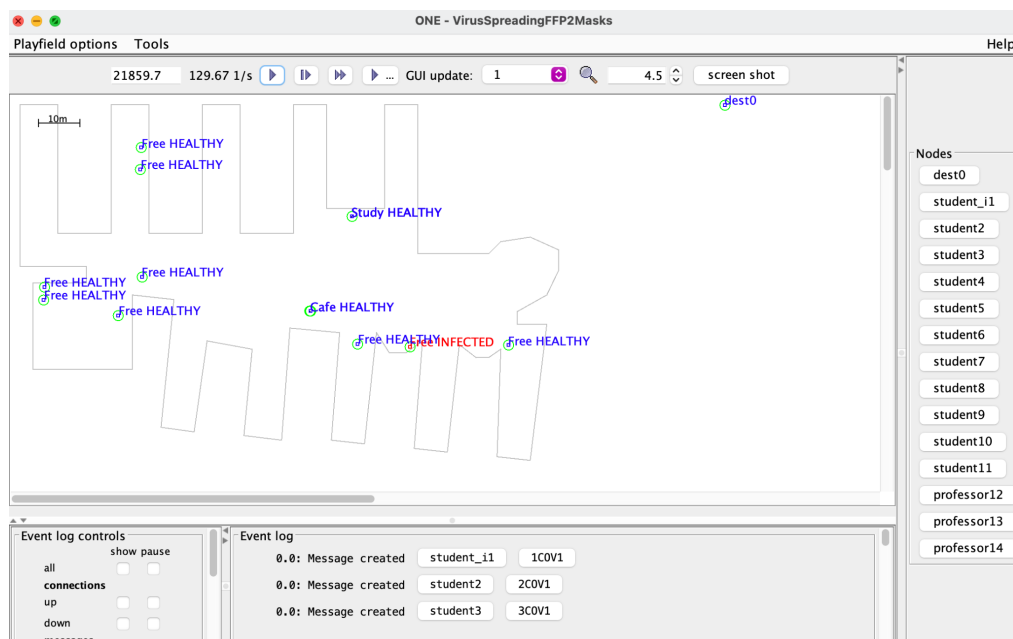 ONE - VirusSpreadingFFP2Masks
Playfield options Tools Help
21859.7 129.67 1/s ... GUI update: 1 4.5 screen shot
dest0
10m
Free HEALTHY
Free HEALTHY
Study HEALTHY
Free HEALTHY
Free HEALTHY
Free HEALTHY
Free HEALTHY
Cafe HEALTHY
Free HEALTHY
Free INFECTED
Free HEALTHY
Nodes
dest0
student_i1
student2
student3
student4
student5
student6
student7
student8
student9
student10
student11
professor12
professor13
professor14
Event log controls
show pause
all
connections
up
down
Event log
0.0: Message created student_i1 1COV1
0.0: Message created student2 2COV1
0.0: Message created student3 3COV1